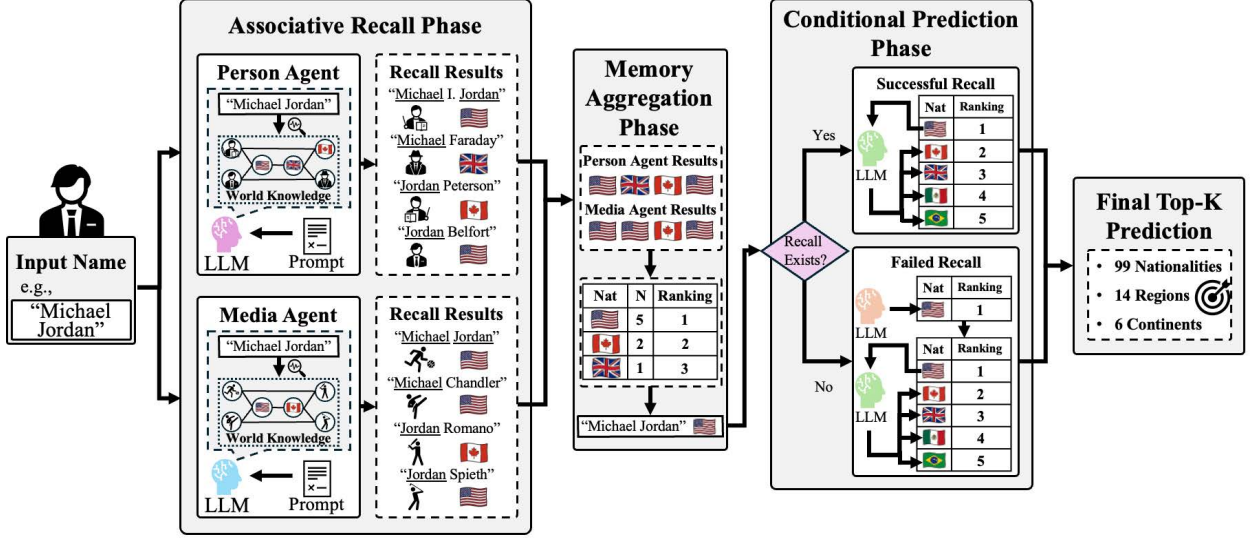 Input Name
e.g.,
“Michael
Jordan”
Associative Recall Phase
Person Agent
“Michael Jordan”
World Knowledge
LLM
Prompt
Recall Results
“Michael I. Jordan”
“Michael Faraday”
“Jordan Peterson”
“Jordan Belfort”
Media Agent
“Michael Jordan”
World Knowledge
LLM
Prompt
Recall Results
“Michael Jordan”
“Michael Chandler”
“Jordan Romano”
“Jordan Spieth”
Memory
Aggregation
Phase
Person Agent Results
Media Agent Results
Nat N Ranking
5 1
2 2
1 3
“Michael Jordan”
Conditional Prediction
Phase
Recall
Exists?
Yes
No
Successful Recall
LLM
Nat Ranking
1
2
3
4
5
Failed Recall
LLM
Nat Ranking
1
LLM
Nat Ranking
1
2
3
4
5
Final Top-K
Prediction
• 99 Nationalities
• 14 Regions
• 6 Continents